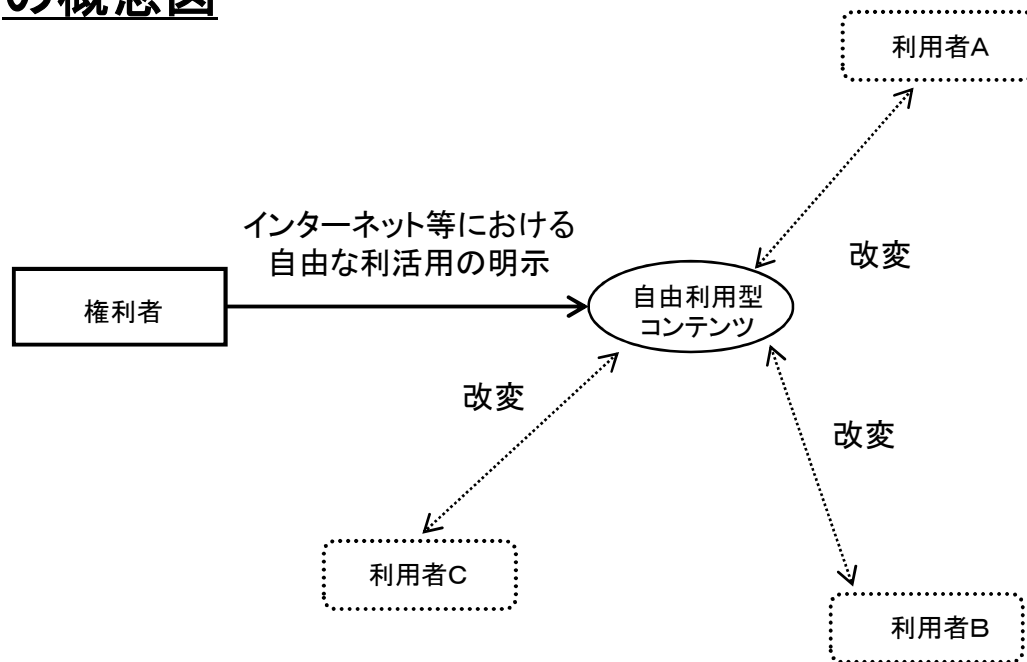 の概念図
利用者A
インターネット等における
自由な利活用の明示
改変
権利者
自由利用型
コンテンツ
改変
改変
利用者C
利用者B